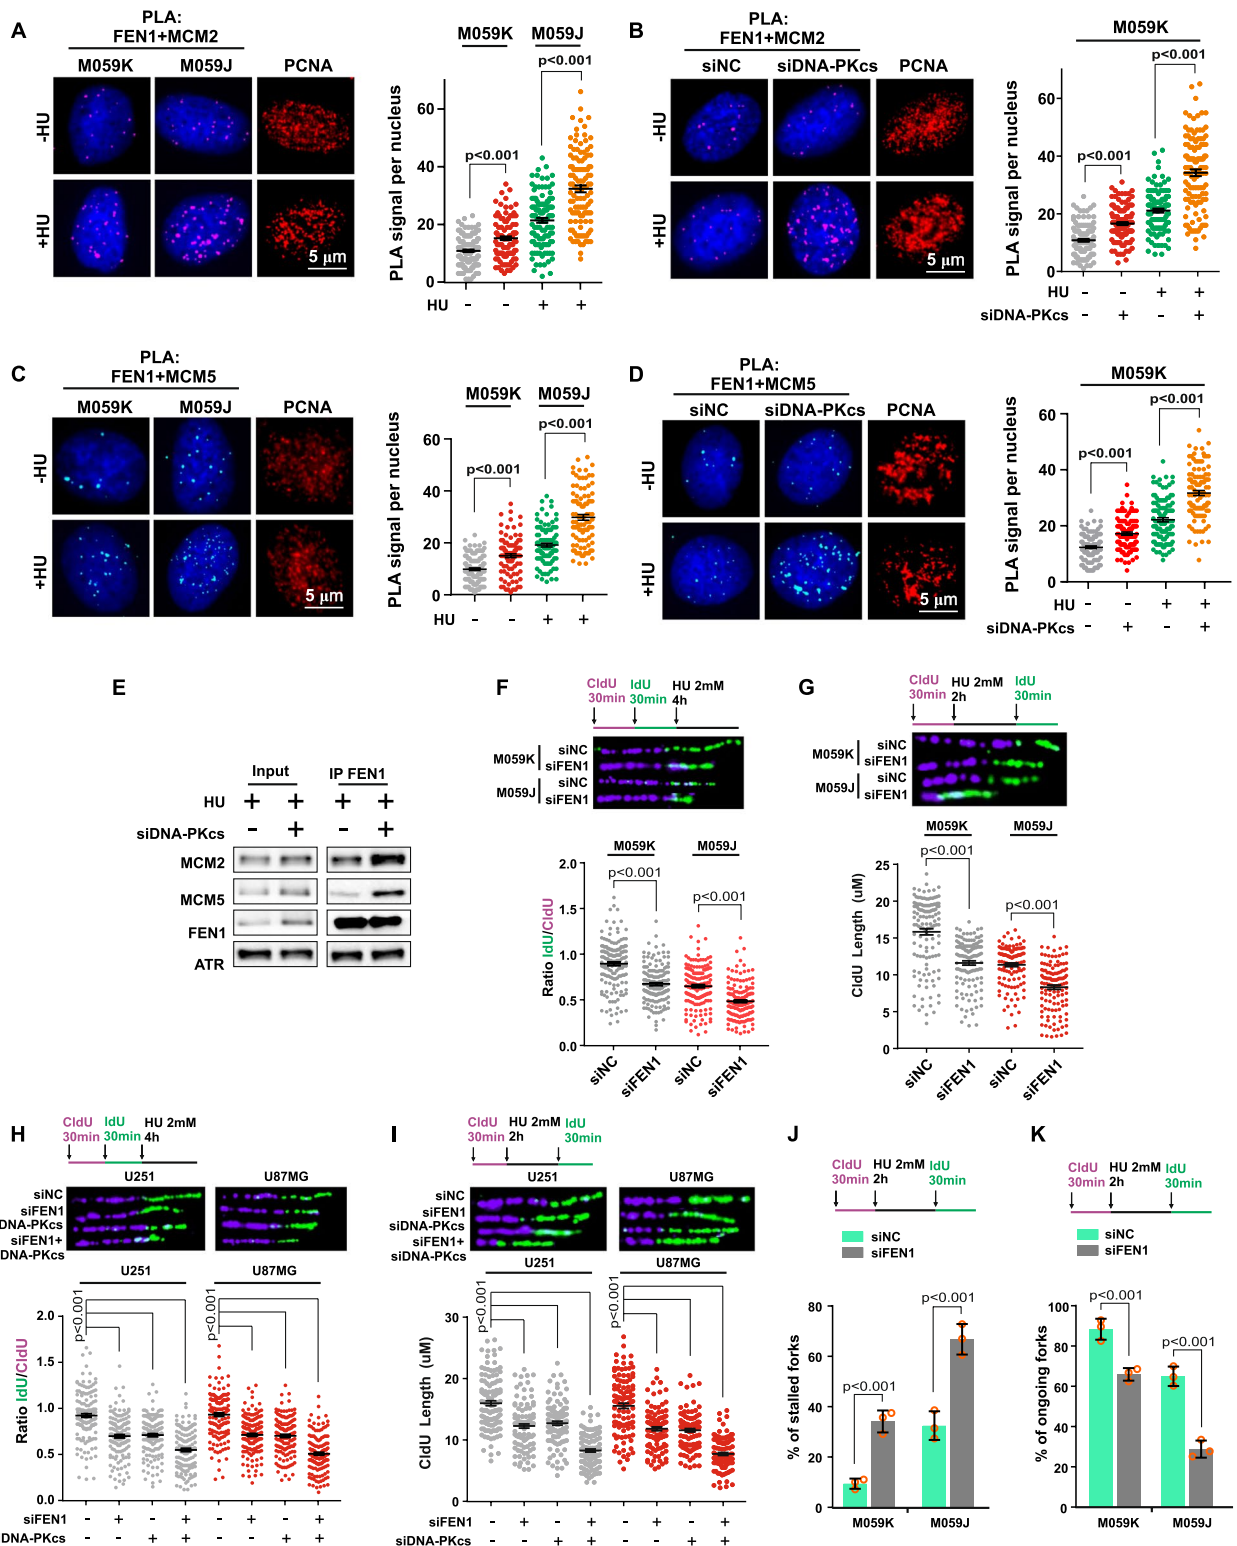 A
PLA:
FEN1+MCM2
M059K M059J PCNA
-HU
+HU
5 μm
M059K M059J
p<0.001
p<0.001
PLA signal per nucleus
60
40
20
0
HU - - + +
B
PLA:
FEN1+MCM2
siNC siDNA-PKcs PCNA
-HU
+HU
5 μm
M059K
p<0.001
p<0.001
PLA signal per nucleus
60
40
20
0
HU - - + +
siDNA-PKcs - + - +
C
PLA:
FEN1+MCM5
M059K M059J PCNA
-HU
+HU
5 μm
M059K M059J
p<0.001
p<0.001
PLA signal per nucleus
60
40
20
0
HU - - + +
D
PLA:
FEN1+MCM5
siNC siDNA-PKcs PCNA
-HU
+HU
5 μm
M059K
p<0.001
p<0.001
PLA signal per nucleus
60
40
20
0
HU - - + +
siDNA-PKcs - + - +
E
Input IP FEN1
HU + + + +
siDNA-PKcs - + - +
MCM2
MCM5
FEN1
ATR
F
CldU IdU HU 2mM
30min 30min 4h
M059K siNC
siFEN1
M059J siNC
siFEN1
M059K M059J
p<0.001
p<0.001
Ratio IdU/CldU
2.0
1.5
1.0
0.5
0.0
siNC siFEN1 siNC siFEN1
G
CldU HU 2mM IdU
30min 2h 30min
M059K siNC
siFEN1
M059J siNC
siFEN1
M059K M059J
p<0.001
p<0.001
CldU Length (uM)
25
20
15
10
5
0
siNC siFEN1 siNC siFEN1
H
CldU IdU HU 2mM
30min 30min 4h
U251 U87MG
siNC
siFEN1
DNA-PKcs
siFEN1+
DNA-PKcs
U251 U87MG
p<0.001 p<0.001
Ratio IdU/CldU
2.0
1.5
1.0
0.5
0.0
siFEN1 - + - + - + - +
DNA-PKcs - - + + - - + +
I
CldU HU 2mM IdU
30min 2h 30min
U251 U87MG
siNC
siFEN1
siDNA-PKcs
siFEN1+
siDNA-PKcs
U251 U87MG
p<0.001 p<0.001
CldU Length (uM)
30
20
10
0
siFEN1 - + - + - + - +
siDNA-PKcs - - + + - - + +
J
CldU HU 2mM IdU
30min 2h 30min
siNC
siFEN1
p<0.001
p<0.001
% of stalled forks
80
60
40
20
0
M059K M059J
K
CldU HU 2mM IdU
30min 2h 30min
siNC
siFEN1
p<0.001
p<0.001
% of ongoing forks
100
80
60
40
20
0
M059K M059J